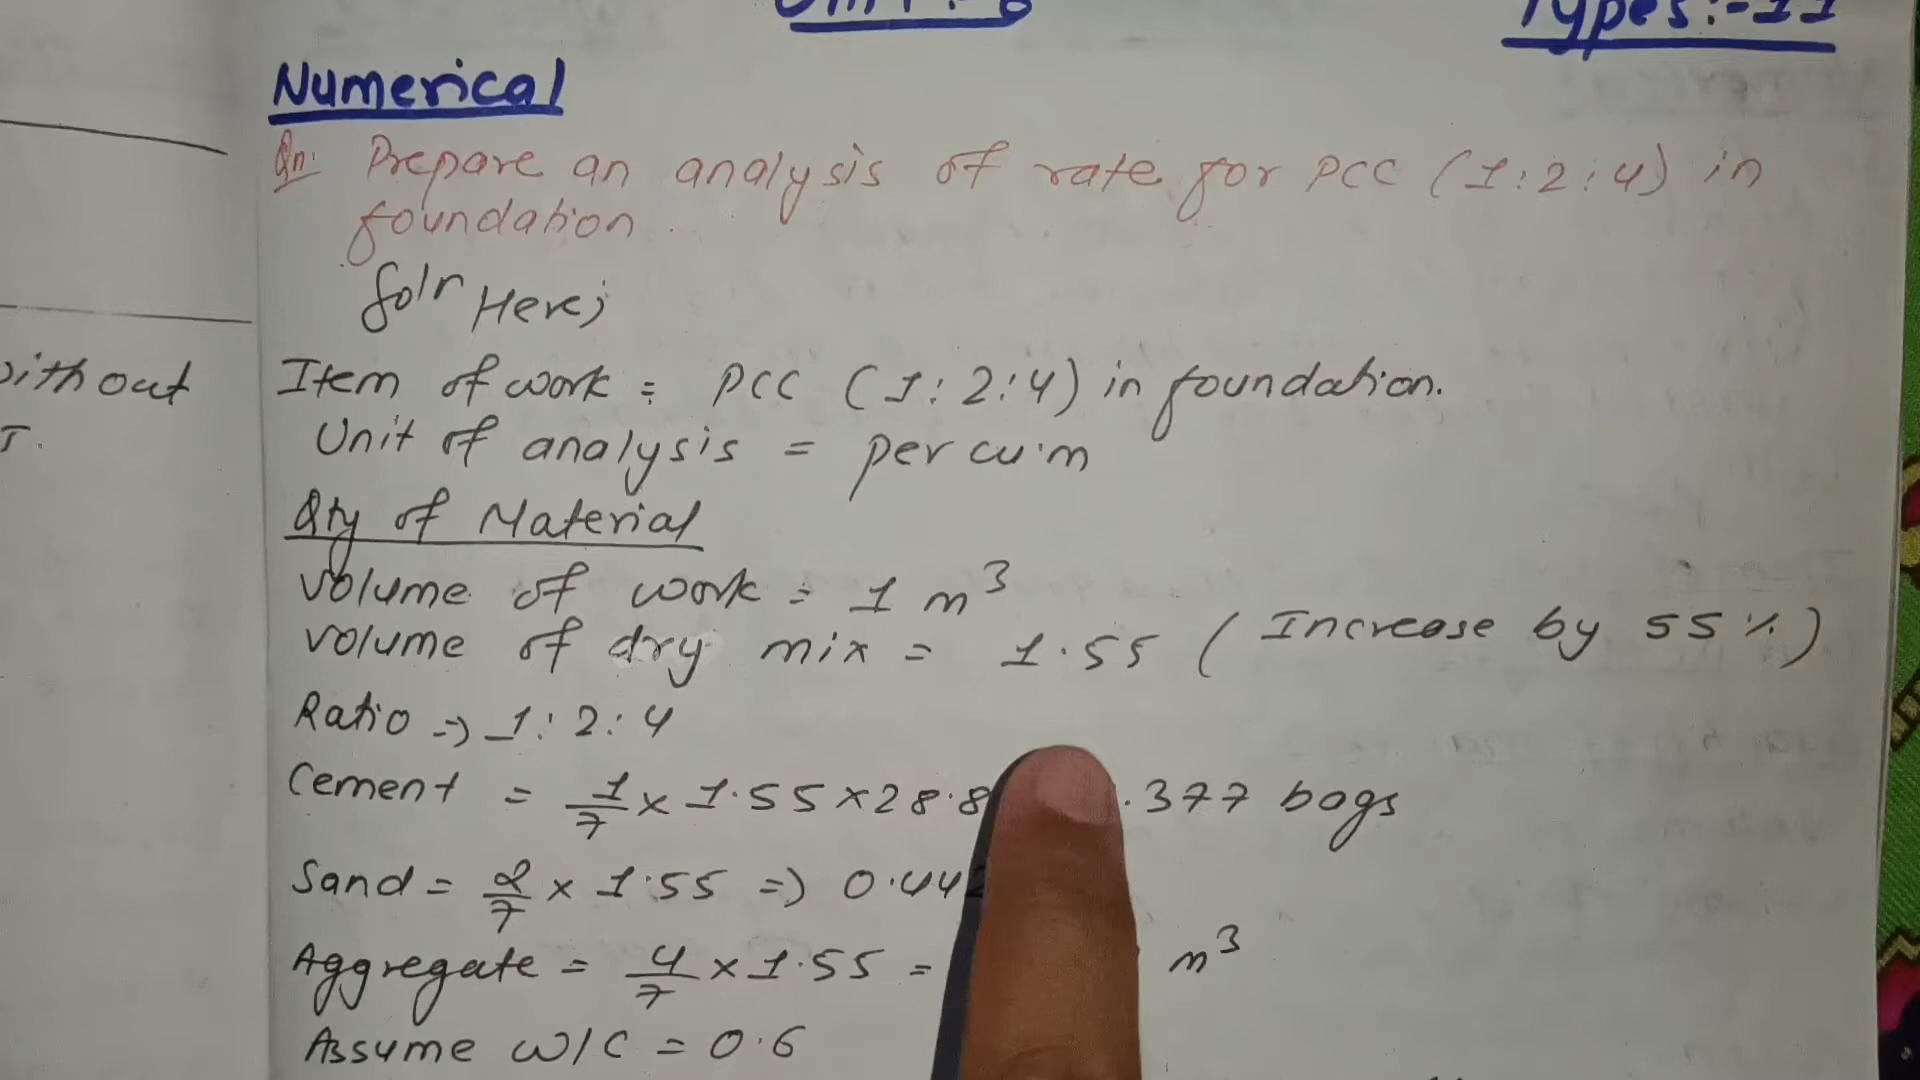 Types:-11
Numerical
Qn: Prepare an analysis of rate for PCC (1:2:4) in
foundation.
Soln Here;
Item of work = PCC (1:2:4) in foundation.
Unit of analysis = per cu.m
Qty of Material
Volume of work = 1 m³
Volume of dry mix = 1.55 (Increase by 55%)
Ratio => 1:2:4
Cement = 1/7 x 1.55 x 28.8 .377 bags
Sand = 2/7 x 1.55 => 0.44
Aggregate = 4/7 x 1.55 = m³
Assume W/C = 0.6
ithout
T.